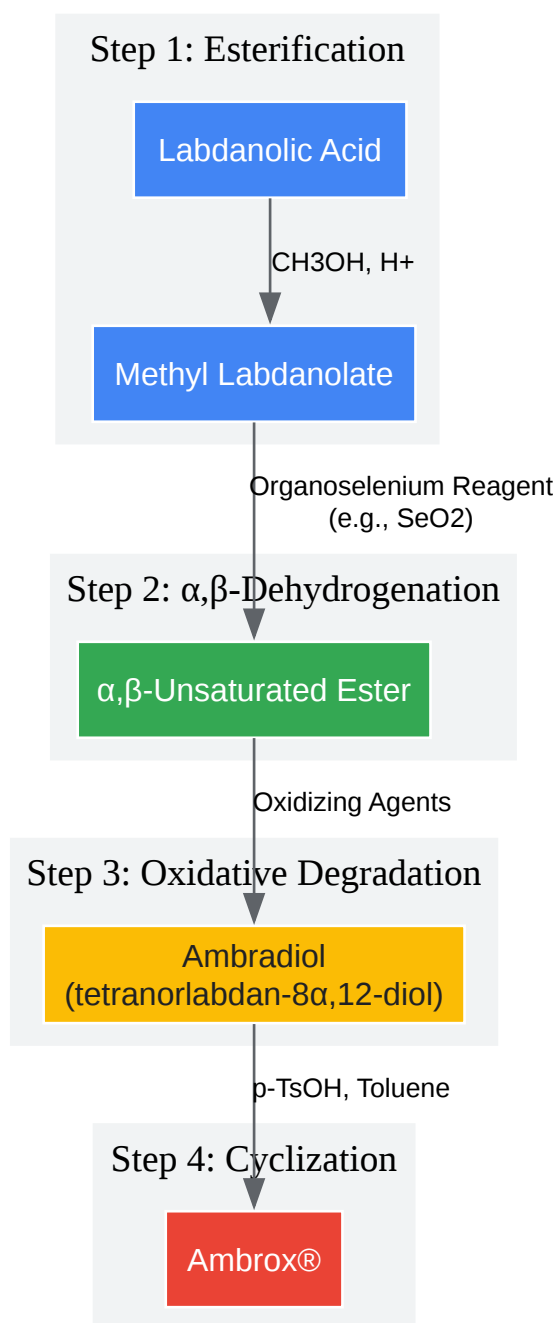 Step 1: Esterification
Labdanolic Acid
CH3OH, H+
Methyl Labdanolate
Organoselenium Reagent
(e.g., SeO2)
Step 2: α,β-Dehydrogenation
α,β-Unsaturated Ester
Oxidizing Agents
Step 3: Oxidative Degradation
Ambradiol
(tetranorlabdan-8α,12-diol)
p-TsOH, Toluene
Step 4: Cyclization
Ambrox®